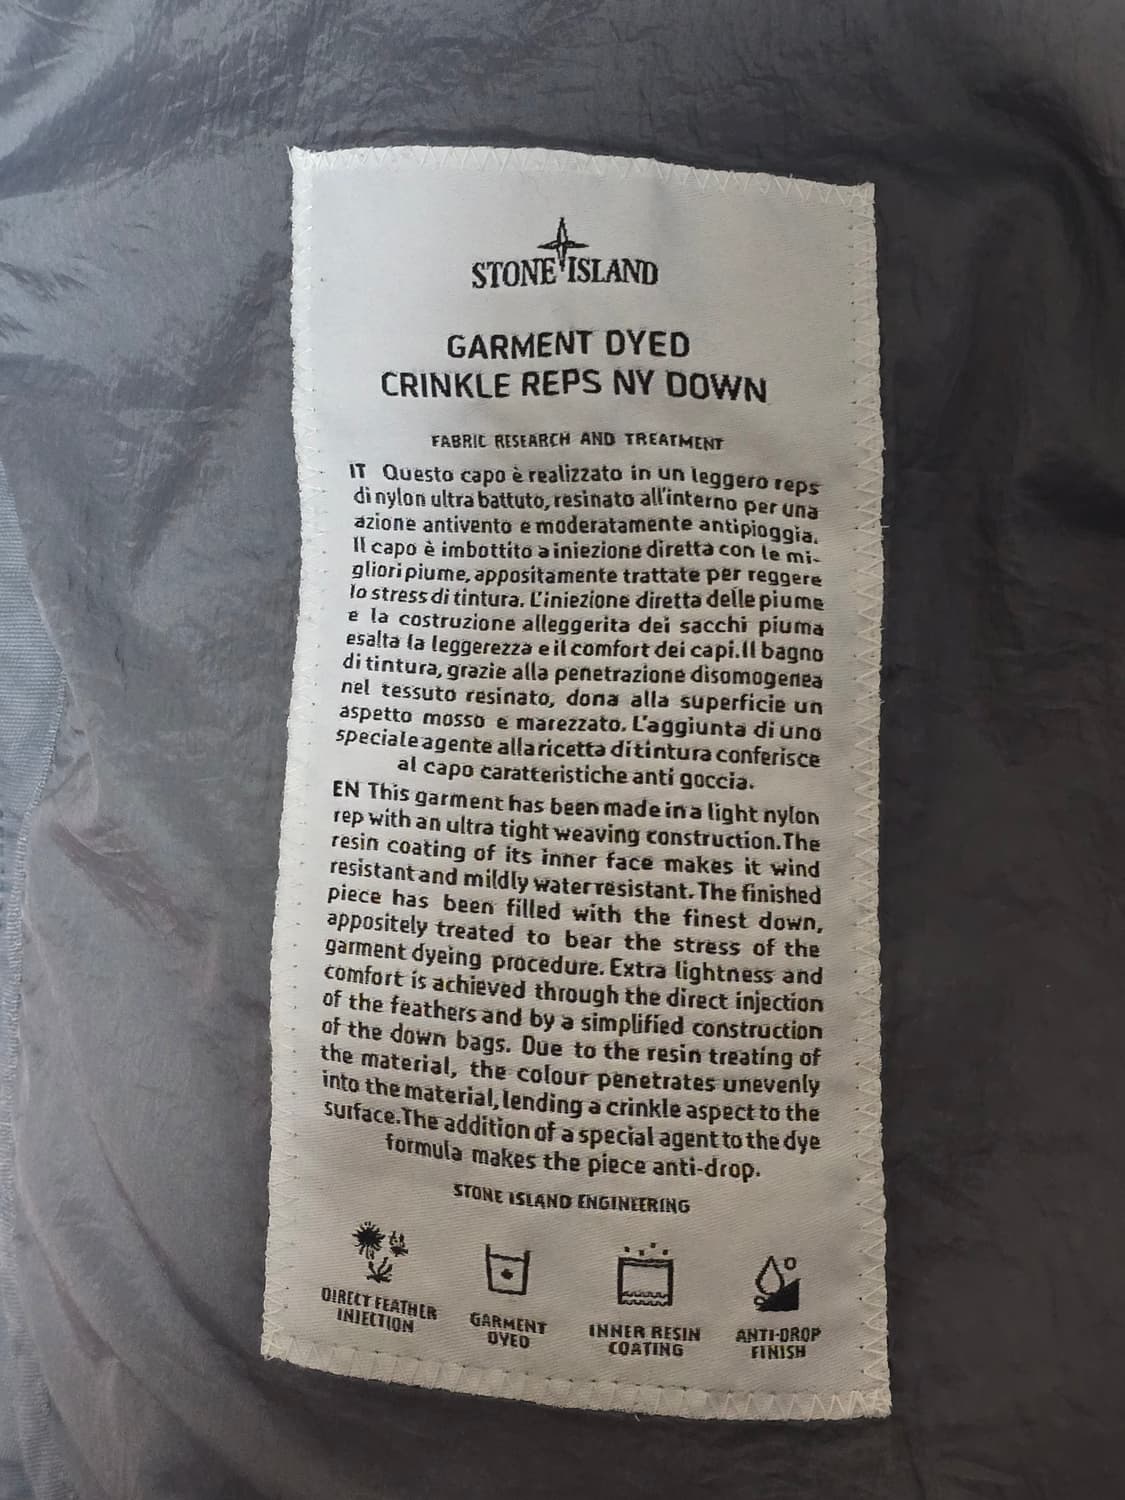 STONE ISLAND
GARMENT DYED
CRINKLE REPS NY DOWN
FABRIC RESEARCH AND TREATMENT
IT Questo capo è realizzato in un leggero reps
di nylon ultra battuto, resinato all'interno per una
azione antivento e moderatamente antipioggia.
Il capo è imbottito a iniezione diretta con le mi-
gliori piume, appositamente trattate per reggere
lo stress di tintura. L'iniezione diretta delle piume
e la costruzione alleggerita dei sacchi piuma
esalta la leggerezza e il comfort dei capi. Il bagno
di tintura, grazie alla penetrazione disomogenea
nel tessuto resinato, dona alla superficie un
aspetto mosso e marezzato. L'aggiunta di uno
speciale agente alla ricetta di tintura conferisce
al capo caratteristiche anti goccia.
EN This garment has been made in a light nylon
rep with an ultra tight weaving construction. The
resin coating of its inner face makes it wind
resistant and mildly water resistant. The finished
piece has been filled with the finest down,
appositely treated to bear the stress of the
garment dyeing procedure. Extra lightness and
comfort is achieved through the direct injection
of the feathers and by a simplified construction
of the down bags. Due to the resin treating of
the material, the colour penetrates unevenly
into the material, lending a crinkle aspect to the
surface. The addition of a special agent to the dye
formula makes the piece anti-drop.
STONE ISLAND ENGINEERING
DIRECT FEATHER
INJECTION
GARMENT
DYED
INNER RESIN
COATING
ANTI-DROP
FINISH